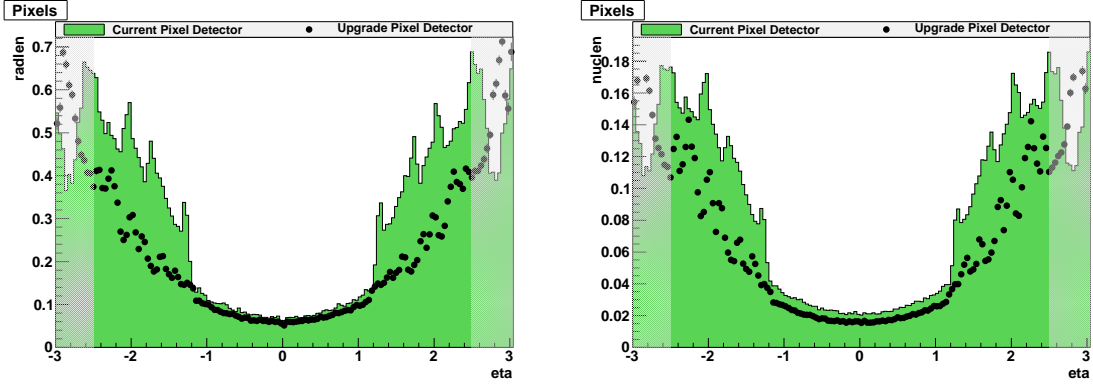 Pixels
Current Pixel Detector Upgrade Pixel Detector
radlen
0.7
0.6
0.5
0.4
0.3
0.2
0.1
0
-3 -2 -1 0 1 2 3
eta
Pixels
Current Pixel Detector Upgrade Pixel Detector
nuclen
0.18
0.16
0.14
0.12
0.1
0.08
0.06
0.04
0.02
0
-3 -2 -1 0 1 2 3
eta